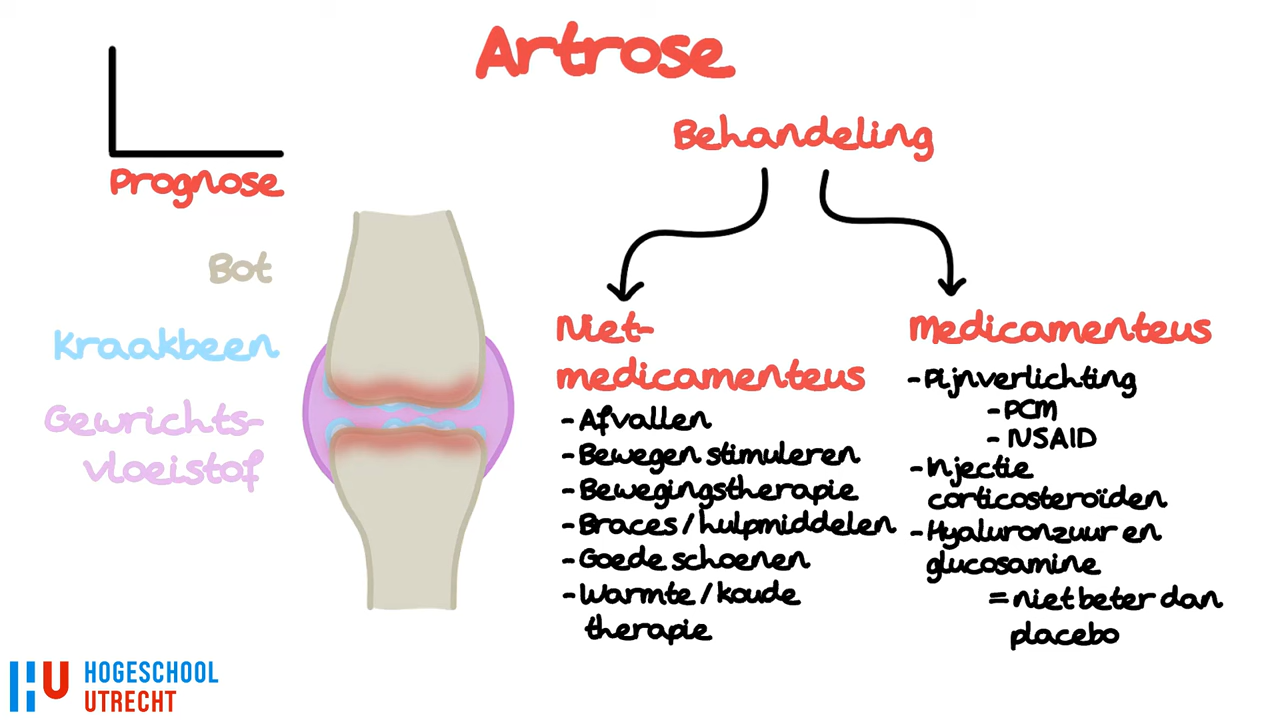 Artrose
Prognose
Bot
Kraakbeen
Gewrichts-
vloeistof
Behandeling
Niet-
medicamenteus
-Afvallen
-Bewegen stimuleren
-Bewegingstherapie
-Braces/hulpmiddelen
-Goede schoenen
-Warmte/koude
therapie
Medicamenteus
-Pijnverlichting
-PCM
-NSAID
-Injectie
corticosteroïden
-Hyaluronzuur en
glucosamine
=niet beter dan
placebo
HU HOGESCHOOL
UTRECHT